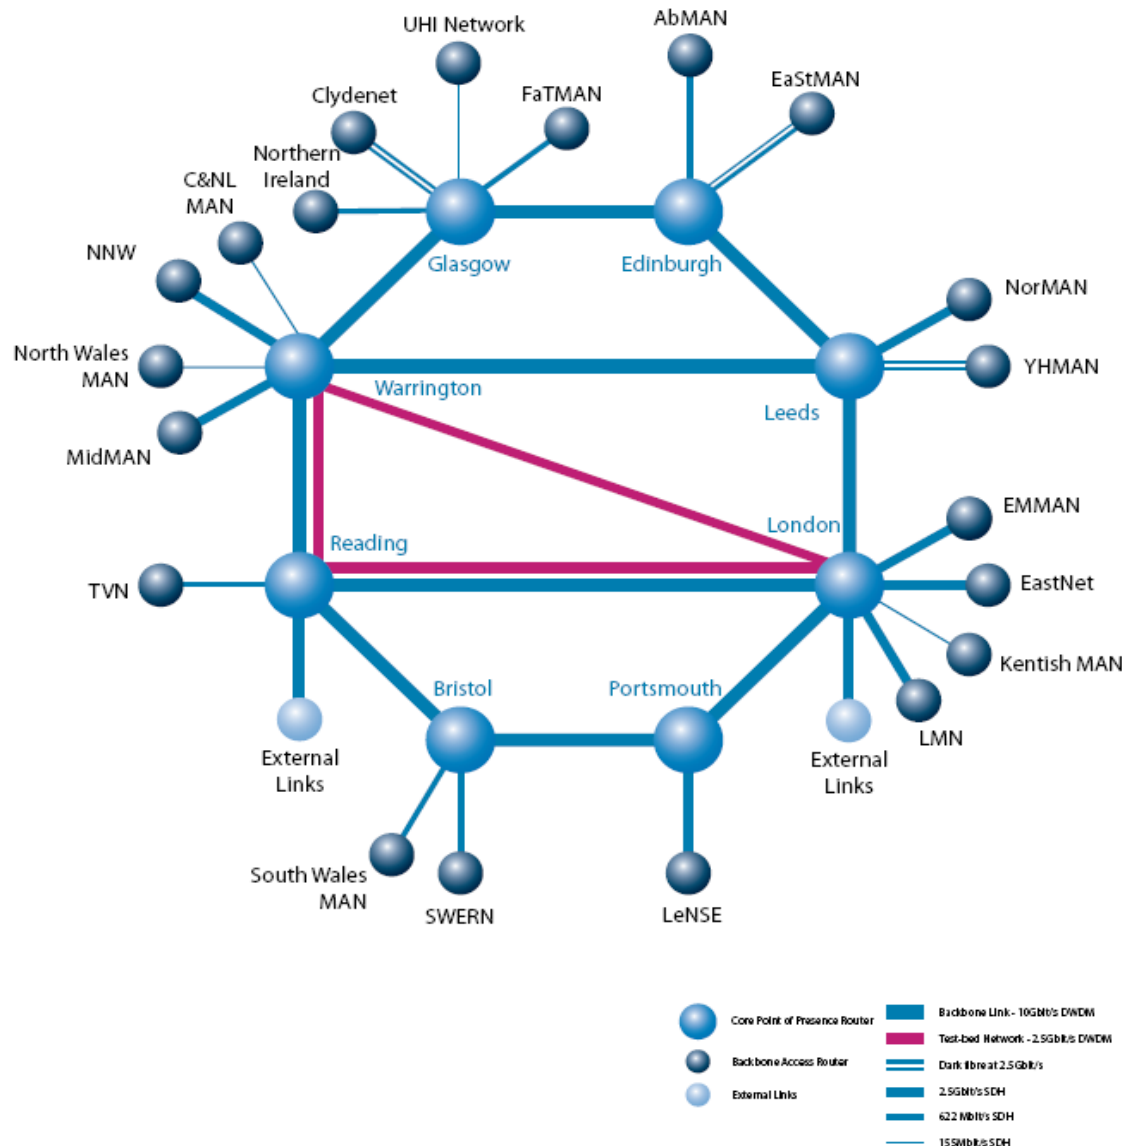 AbMAN
UHI Network
EaStMAN
Clydenet
FaTMAN
Northern
Ireland
C&NL
MAN
NNW
Glasgow
Edinburgh
NorMAN
North Wales
MAN
YHMAN
Warrington
Leeds
MidMAN
EMMAN
London
Reading
TVN
EastNet
Kentish MAN
Bristol
Portsmouth
LMN
External
Links
External
Links
South Wales
MAN
SWERN
LeNSE
Core Point of Presence Router
Backbone Access Router
External Links
Backbone Link - 10Gbit/s DWDM
Test-bed Network - 2.5Gbit/s DWDM
Dark fibre at 2.5Gbit/s
2.5Gbit/s SDH
622 Mbit/s SDH
155Mbit/s SDH